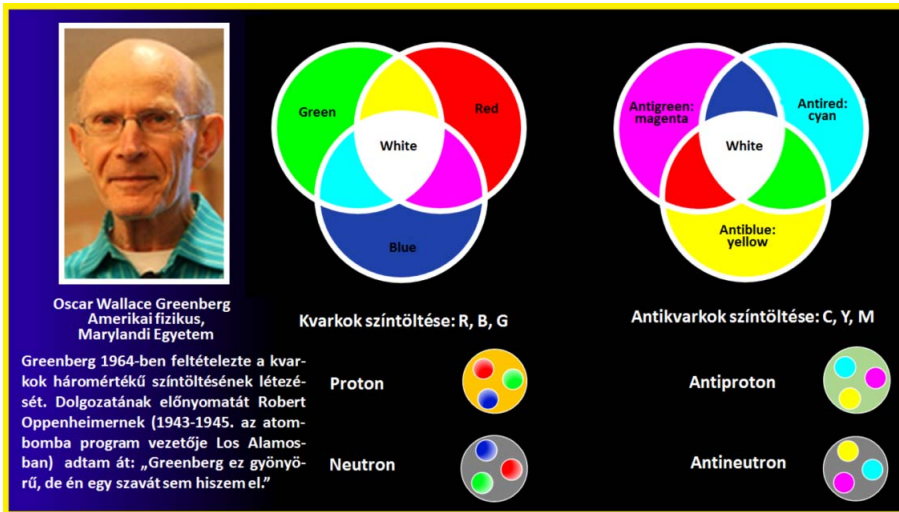 Green
Red
White
Blue
Antigreen:
magenta
Antired:
cyan
White
Antiblue:
yellow
Oscar Wallace Greenberg
Amerikai fizikus,
Marylandi Egyetem
Greenberg 1964-ben feltételezte a kvar-
kok háromértékű színtöltésének létezé-
sét. Dolgozatának előnyomatát Robert
Oppenheimernek (1943-1945. az atom-
bomba program vezetője Los Alamos-
ban) adtam át: „Greenberg ez gyönyö-
rű, de én egy szavát sem hiszem el.”
Kvarkok színtöltése: R, B, G
Proton
Neutron
Antikvarkok színtöltése: C, Y, M
Antiproton
Antineutron